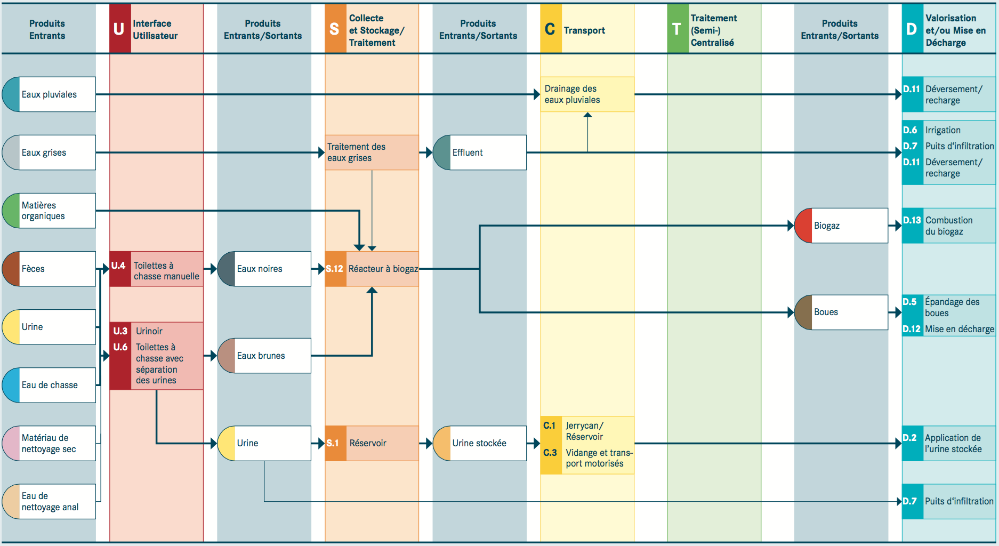 Produits
Entrants
U
Interface
Utilisateur
Produits
Entrants/Sortants
S
Collecte
et Stockage/
Traitement
Produits
Entrants/Sortants
C
Transport
T
Traitement
(Semi-)
Centralisé
Produits
Entrants/Sortants
D
Valorisation
et/ou Mise en
Décharge
Eaux pluviales
Drainage des
eaux pluviales
D.11 Déversement/
recharge
Eaux grises
Traitement des
eaux grises
Effluent
D.6 Irrigation
D.7 Puits d'infiltration
D.11 Déversement/
recharge
Matières
organiques
Biogaz
D.13 Combustion
du biogaz
Fèces
U.4 Toilettes à
chasse manuelle
Eaux noires
S.12 Réacteur à biogaz
Urine
U.3 Urinoir
U.6 Toilettes à
chasse avec
séparation
des urines
Eaux brunes
Boues
D.5 Épandage des
boues
D.12 Mise en décharge
Eau de chasse
Matériau de
nettoyage sec
Urine
S.1 Réservoir
Urine stockée
C.1 Jerrycan/
Réservoir
C.3 Vidange et trans-
port motorisés
D.2 Application de
l'urine stockée
Eau de
nettoyage anal
D.7 Puits d'infiltration